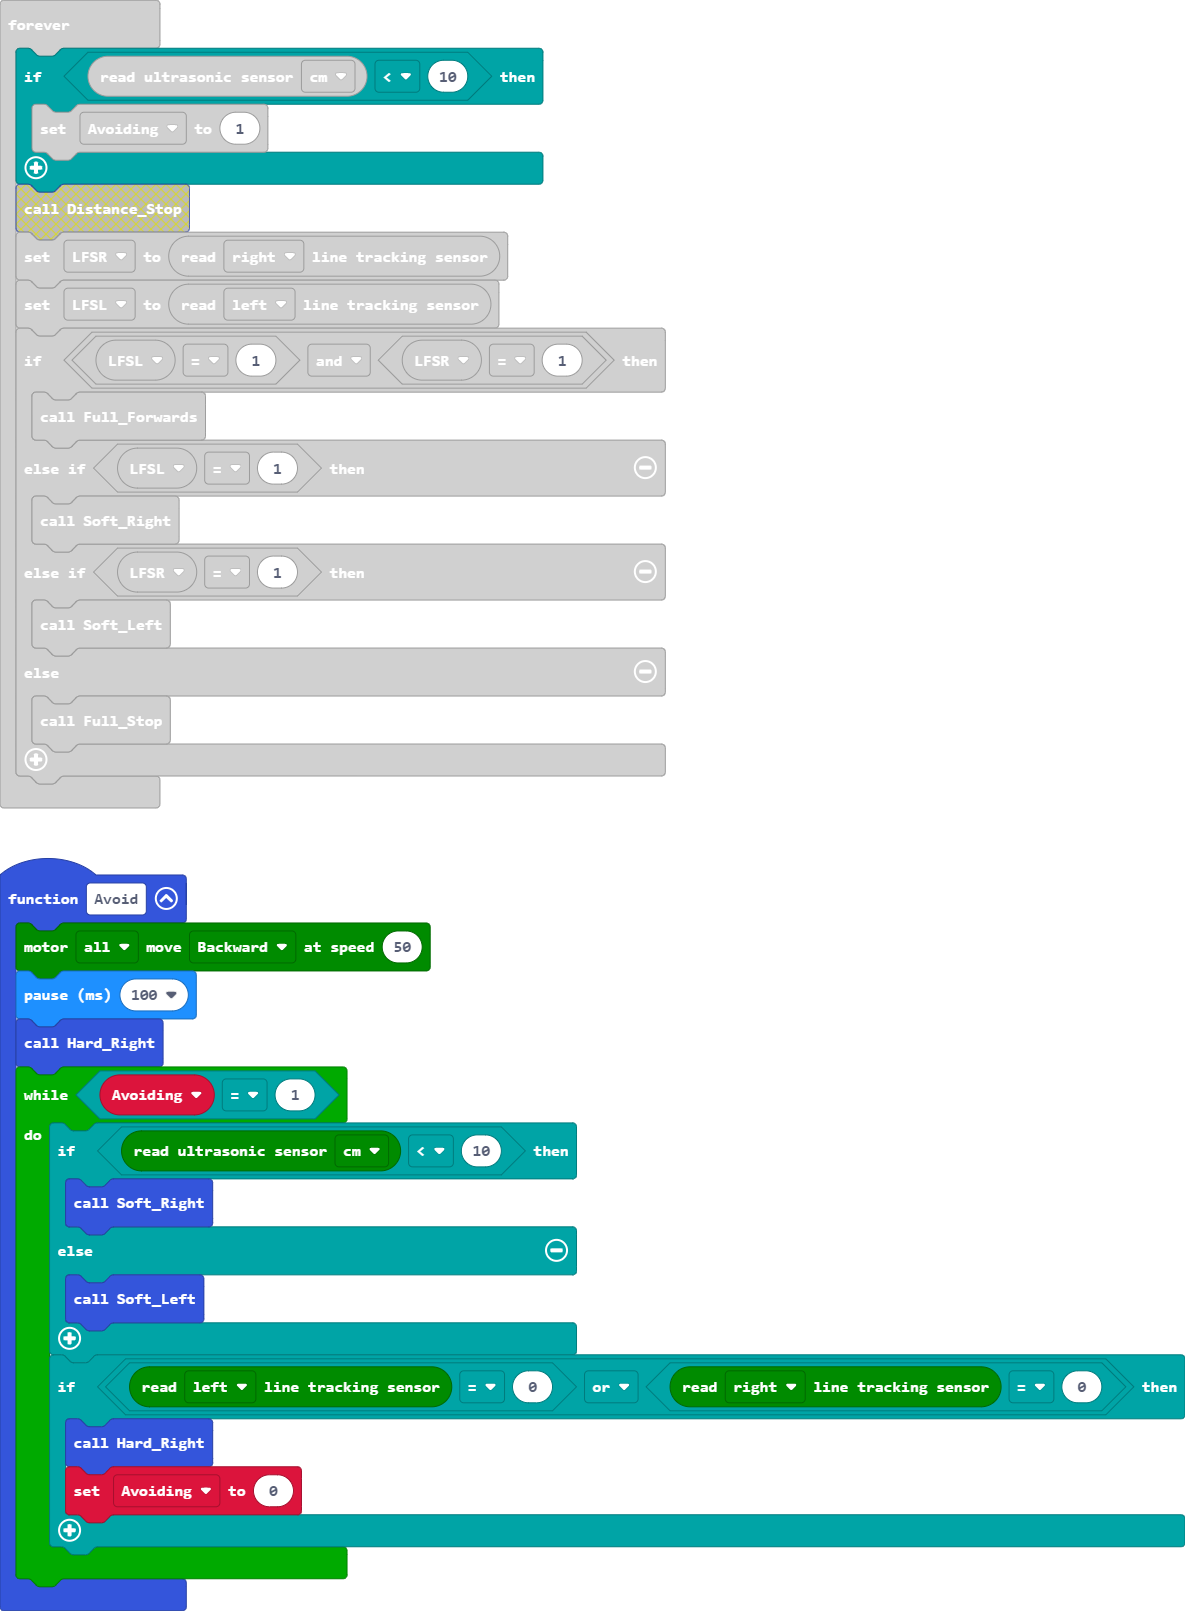 forever
if read ultrasonic sensor cm < 10 then
set Avoiding to 1
call Distance_Stop
set LFSR to read right line tracking sensor
set LFSL to read left line tracking sensor
if LFSL = 1 and LFSR = 1 then
call Full_Forwards
else if LFSL = 1 then
call Soft_Right
else if LFSR = 1 then
call Soft_Left
else
call Full_Stop
function Avoid
motor all move Backward at speed 50
pause (ms) 100
call Hard_Right
while Avoiding = 1
do
if read ultrasonic sensor cm < 10 then
call Soft_Right
else
call Soft_Left
if read left line tracking sensor = 0 or read right line tracking sensor = 0 then
call Hard_Right
set Avoiding to 0